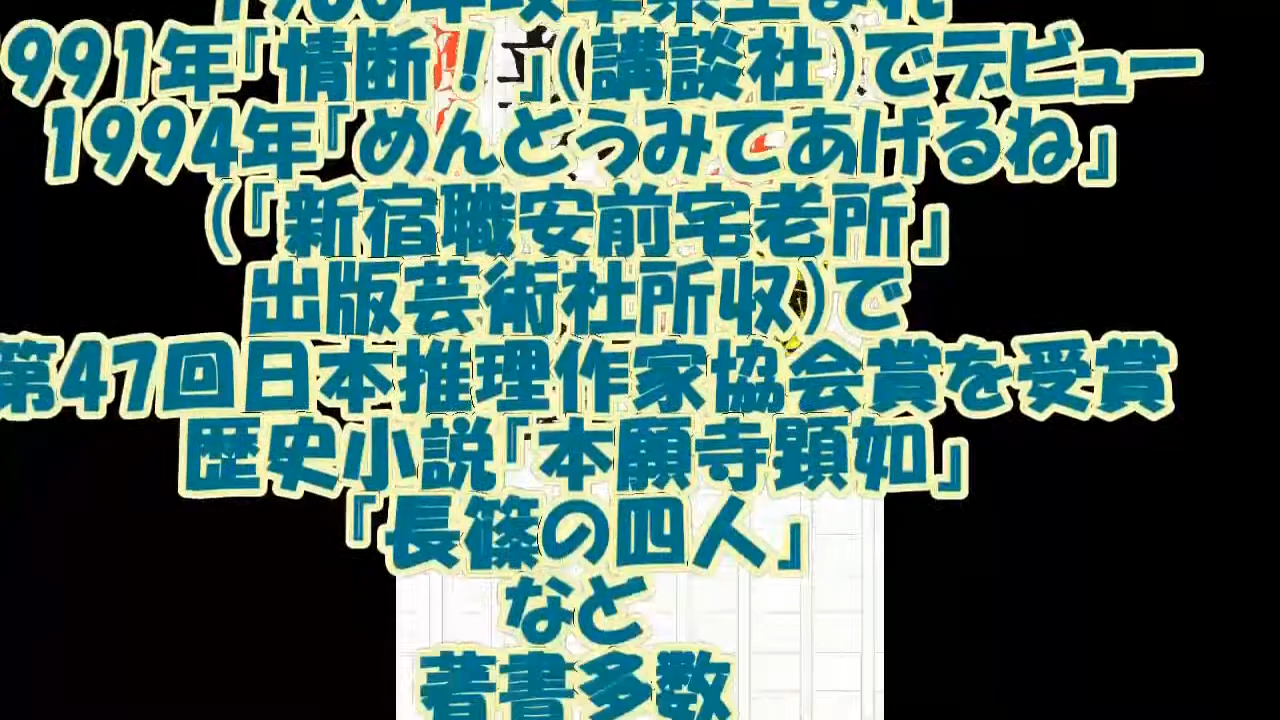 991年『情断！』(講談社)でデビュー
1994年『めんどうみてあげるね』
(『新宿職安前託老所』
出版芸術社所収)で
第47回日本推理作家協会賞を受賞
歴史小説『本願寺顕如』
『長篠の四人』
など
著書多数